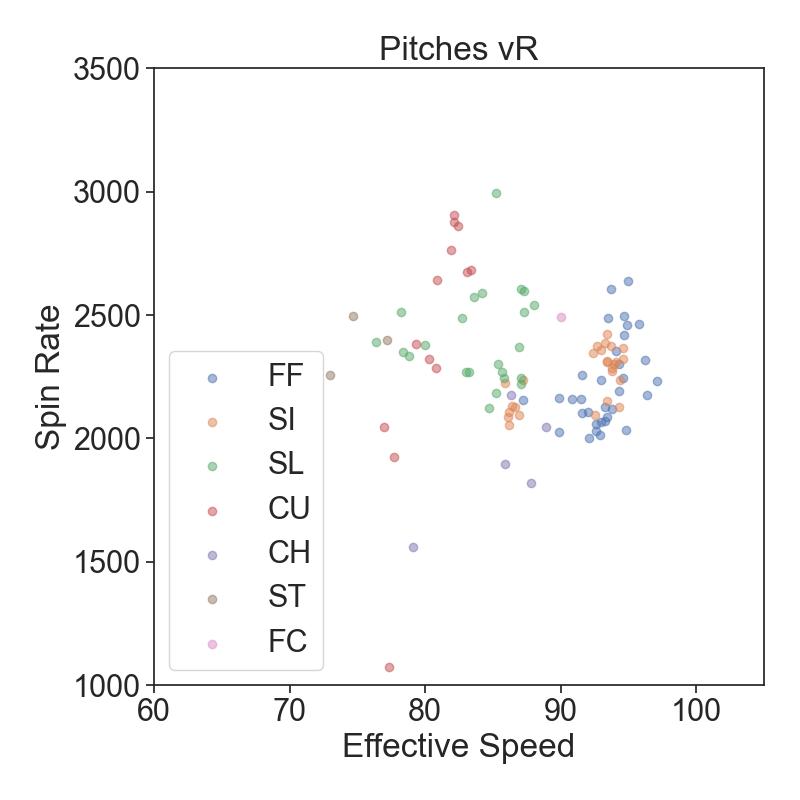 Pitches vR
3500
3000
2500
2000
1500
1000
Spin Rate
FF
SI
SL
CU
CH
ST
FC
60 70 80 90 100
Effective Speed